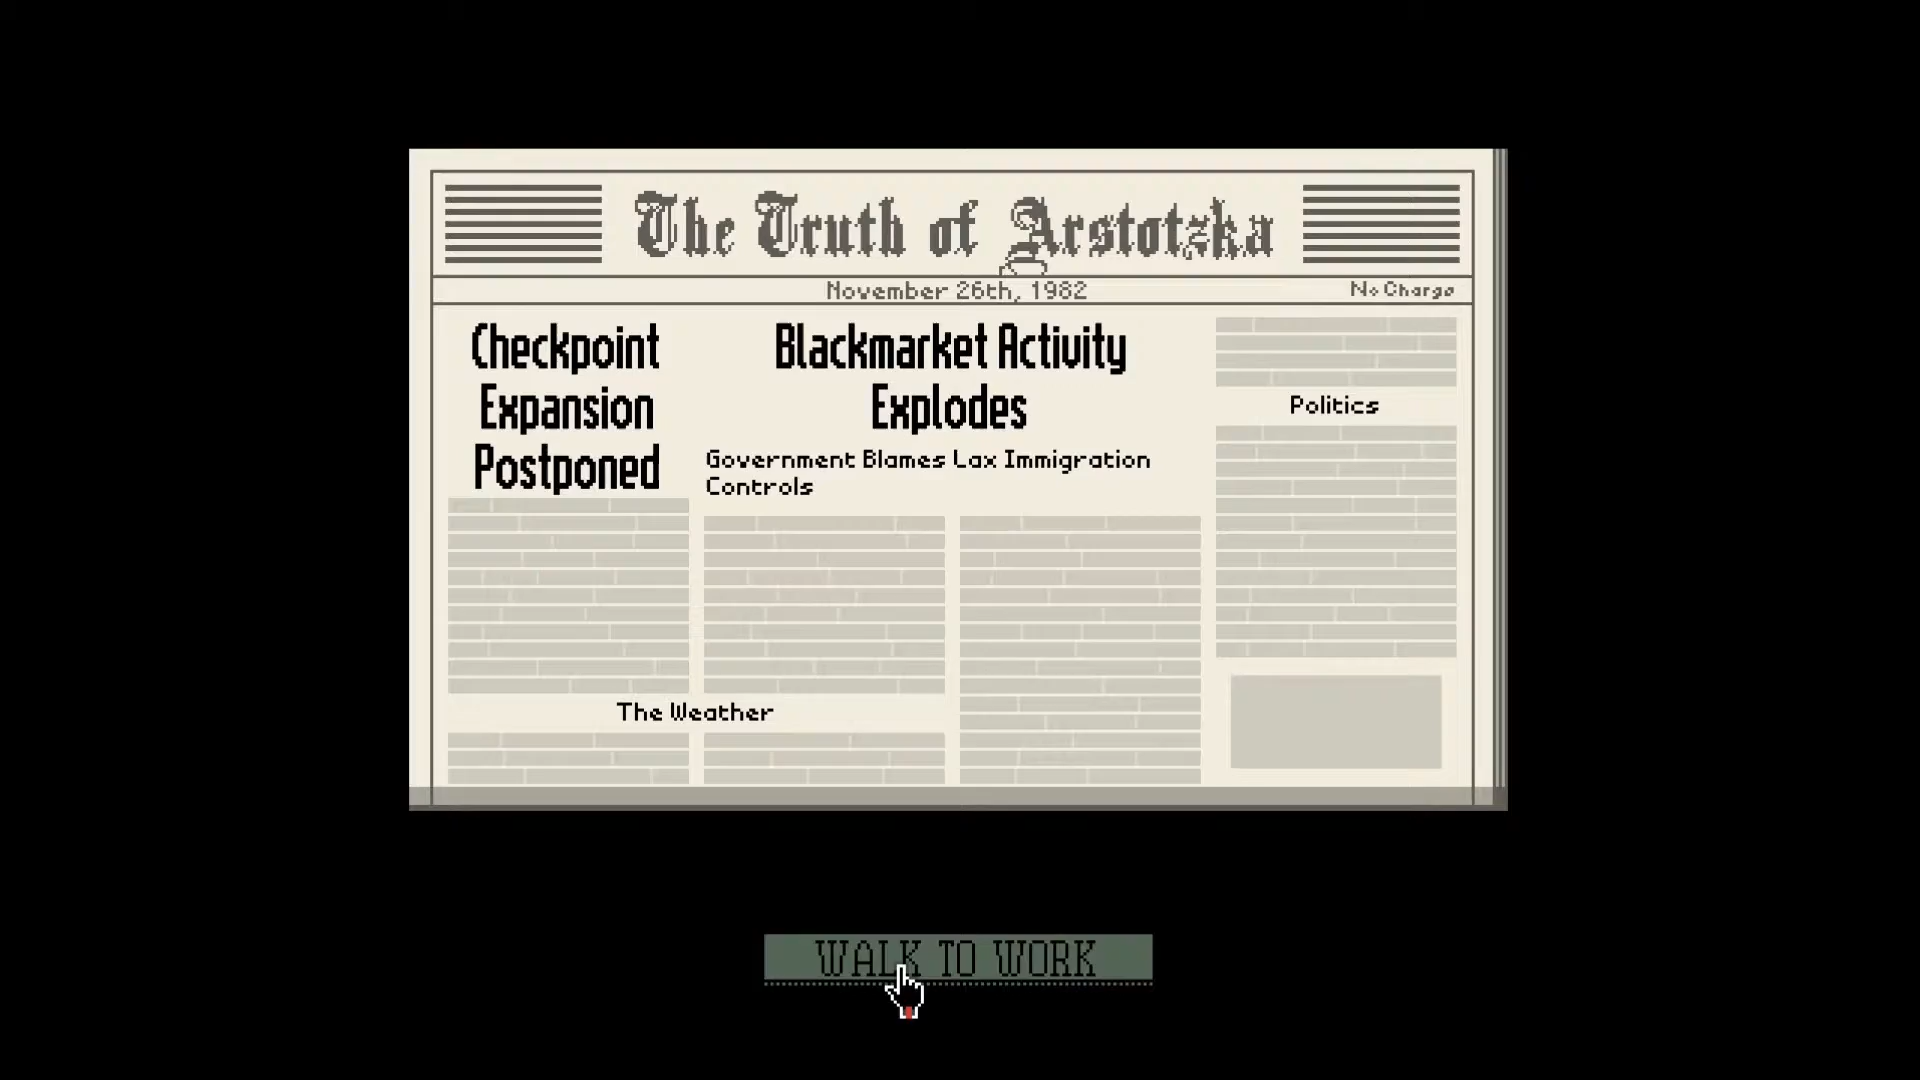 The Truth of Arstotzka
November 26th, 1982
No Charge
Checkpoint
Expansion
Postponed
Blackmarket Activity
Explodes
Government Blames Lax Immigration
Controls
Politics
The Weather
WALK TO WORK